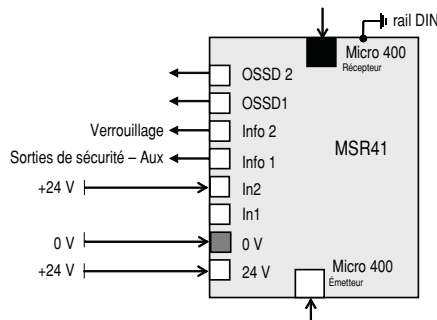 rail DIN
Micro 400
Récepteur
OSSD 2
OSSD1
Verrouillage
Info 2
MSR41
Sorties de sécurité – Aux
Info 1
+24 V
In2
In1
0 V
0 V
+24 V
24 V
Micro 400
Émetteur